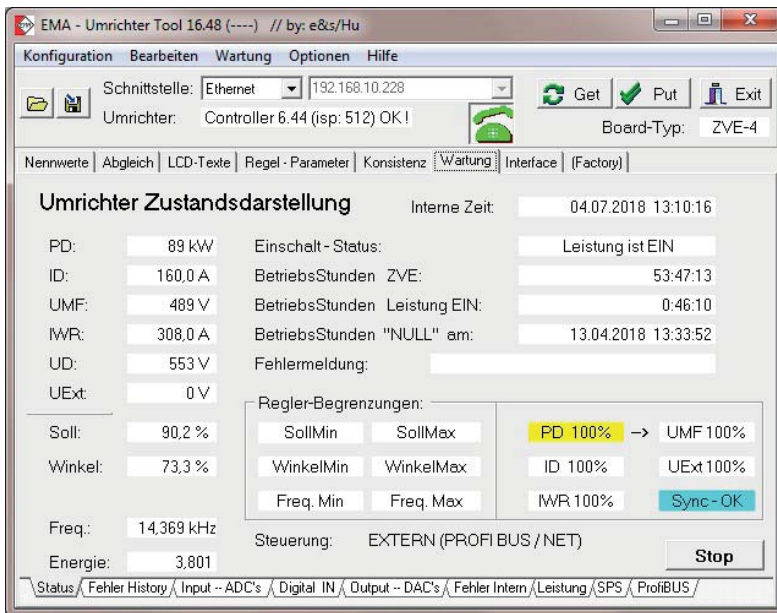 EMA - Umrichter Tool 16.48 (----) // by: e&s/Hu
Konfiguration Bearbeiten Wartung Optionen Hilfe
Schnittstelle: Ethernet 192.168.10.228 Get Put Exit
Umrichter: Controller 6.44 (isp: 512) OK ! Board-Typ: ZVE-4
Nennwerte Abgleich LCD-Texte Regel - Parameter Konsistenz Wartung Interface (Factory)
Umrichter Zustandsdarstellung Interne Zeit: 04.07.2018 13:10:16
PD: 89 kW Einschalt - Status: Leistung ist EIN
ID: 160,0 A BetriebsStunden ZVE: 53:47:13
UMF: 489 V BetriebsStunden Leistung EIN: 0:46:10
IWR: 308,0 A BetriebsStunden "NULL" am: 13.04.2018 13:33:52
UD: 553 V Fehlermeldung:
UExt: 0 V
Regler-Begrenzungen:
Soll: 90,2 % SollMin SollMax PD 100% -> UMF 100%
Winkel: 73,3 % WinkelMin WinkelMax ID 100% UExt 100%
Freq. Min Freq. Max IWR 100% Sync - OK
Freq.: 14,369 kHz
Steuerung: EXTERN (PROFI BUS / NET) Stop
Energie: 3,801
Status Fehler History Input -- ADC's Digital IN Output -- DAC's Fehler Intern Leistung SPS ProfiBUS